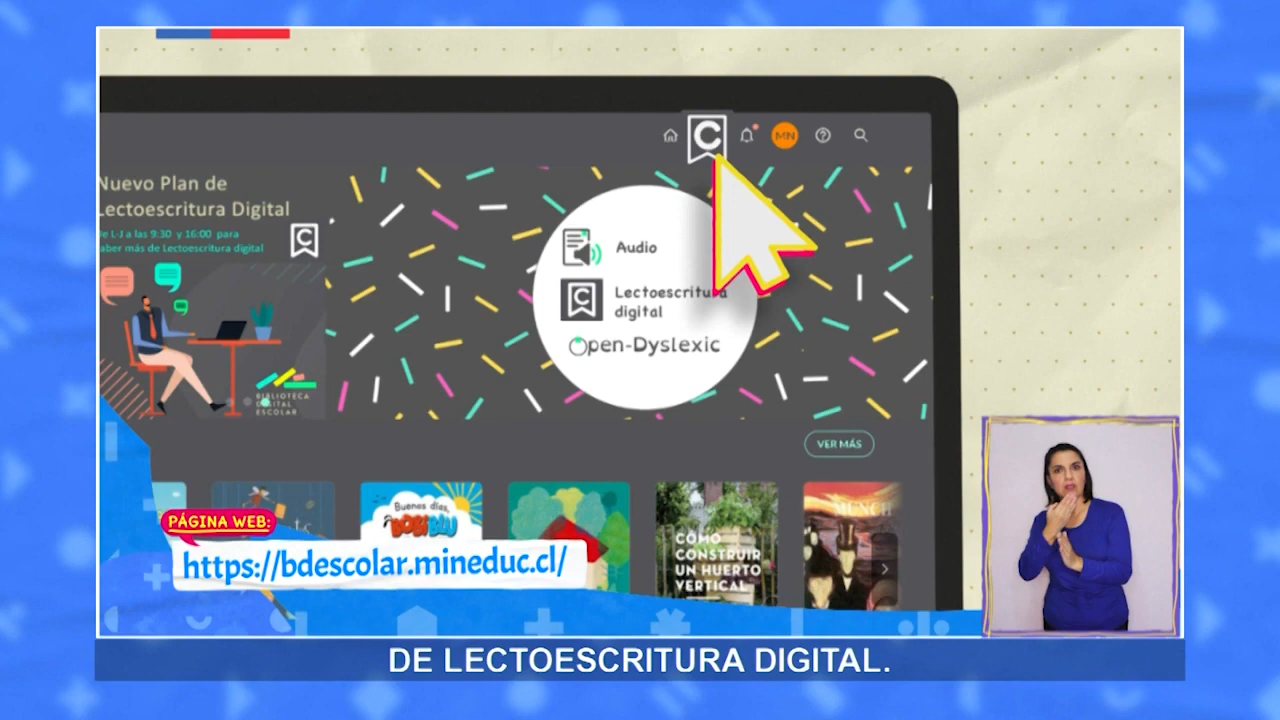 Nuevo Plan de
Lectoescritura Digital
de L-J a las 9:30 y 16:00 para
saber más de Lectoescritura digital
C
C
MN
Audio
C
Lectoescritura
digital
Open-Dyslexic
BIBLIOTECA
DIGITAL
ESCOLAR
VER MÁS
Buenos días,
BOBIBLU
CÓMO
CONSTRUIR
UN HUERTO
VERTICAL
MUNCH
PÁGINA WEB:
https://bdescolar.mineduc.cl/
DE LECTOESCRITURA DIGITAL.